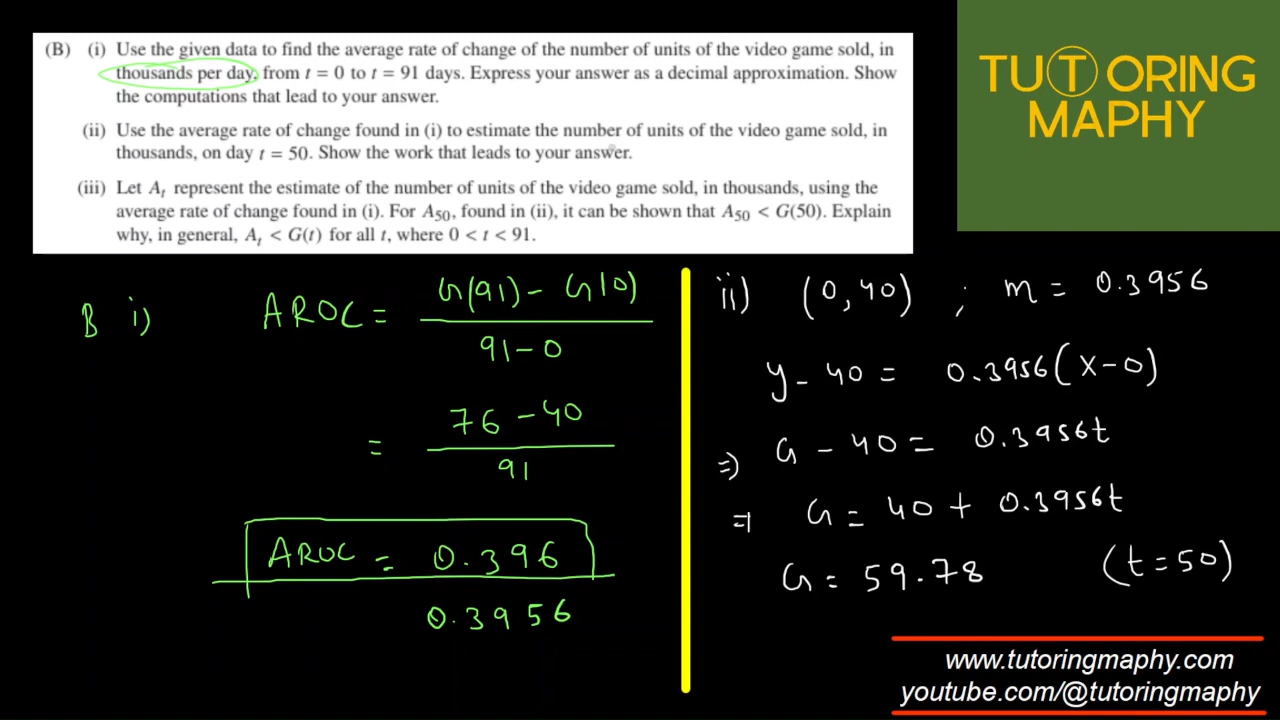 (B) (i) Use the given data to find the average rate of change of the number of units of the video game sold, in
thousands per day, from t = 0 to t = 91 days. Express your answer as a decimal approximation. Show
the computations that lead to your answer.
(ii) Use the average rate of change found in (i) to estimate the number of units of the video game sold, in
thousands, on day t = 50. Show the work that leads to your answer.
(iii) Let Aₜ represent the estimate of the number of units of the video game sold, in thousands, using the
average rate of change found in (i). For A₅₀, found in (ii), it can be shown that A₅₀ < G(50). Explain
why, in general, Aₜ < G(t) for all t, where 0 < t < 91.
TUTORING
MAPHY
B i) AROC = G(91) - G(0)
91 - 0
= 76 - 40
91
AROC = 0.396
0.3956
ii) (0, 40) ; m = 0.3956
y - 40 = 0.3956(x - 0)
⇒ G - 40 = 0.3956t
⇒ G = 40 + 0.3956t
G = 59.78 (t = 50)
www.tutoringmaphy.com
youtube.com/@tutoringmaphy